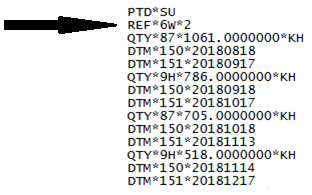 PTD*SU
REF*6W*2
QTY*87*1061.0000000*KH
DTM*150*20180818
DTM*151*20180917
QTY*9H*786.0000000*KH
DTM*150*20180918
DTM*151*20181017
QTY*87*705.0000000*KH
DTM*150*20181018
DTM*151*20181113
QTY*9H*518.0000000*KH
DTM*150*20181114
DTM*151*20181217